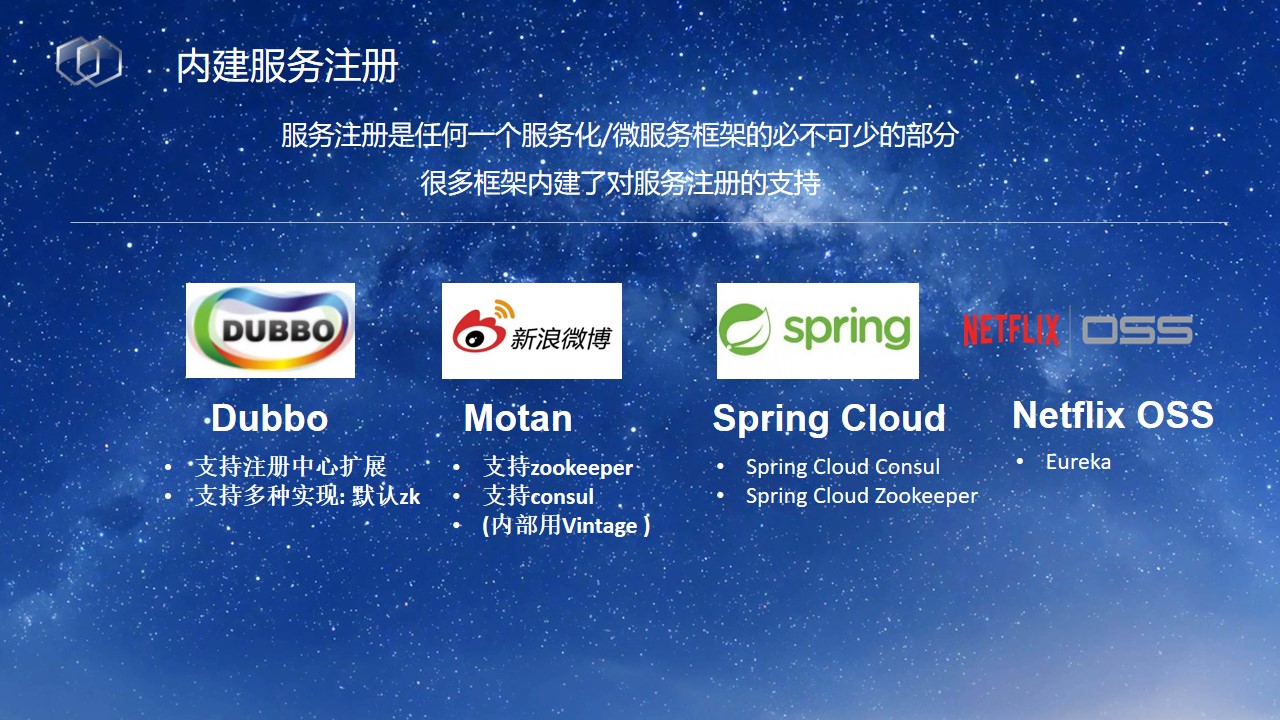 内建服务注册
服务注册是任何一个服务化/微服务框架的必不可少的部分
很多框架内建了对服务注册的支持
DUBBO
新浪微博
spring
NETFLIX OSS
Dubbo
• 支持注册中心扩展
• 支持多种实现: 默认zk
Motan
• 支持zookeeper
• 支持consul
• (内部用Vintage )
Spring Cloud
• Spring Cloud Consul
• Spring Cloud Zookeeper
Netflix OSS
• Eureka